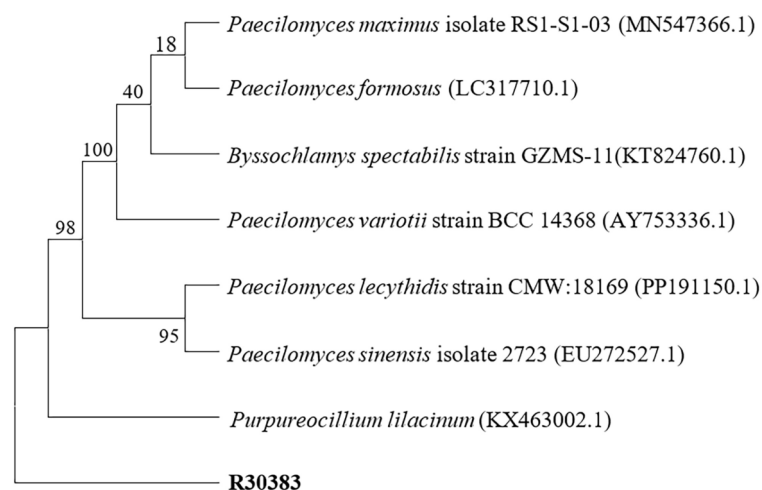 Paecilomyces maximus isolate RS1-S1-03 (MN547366.1)
18
Paecilomyces formosus (LC317710.1)
40
Byssochlamys spectabilis strain GZMS-11(KT824760.1)
100
Paecilomyces variotii strain BCC 14368 (AY753336.1)
98
Paecilomyces lecythidis strain CMW:18169 (PP191150.1)
95
Paecilomyces sinensis isolate 2723 (EU272527.1)
Purpureocillium lilacinum (KX463002.1)
R30383